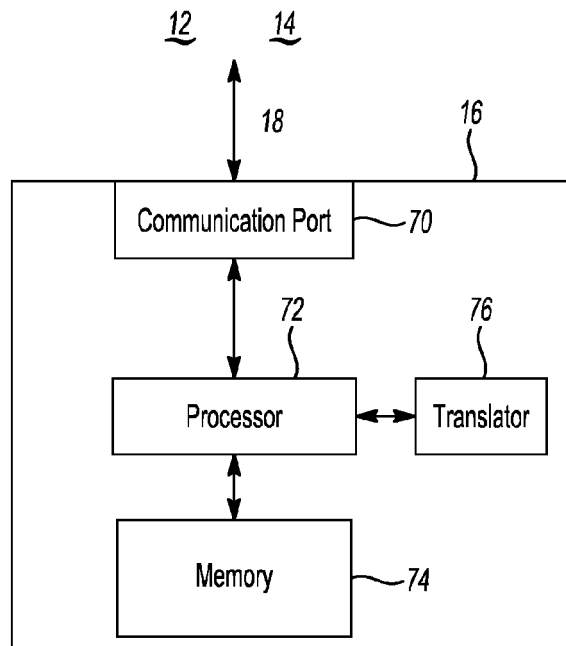 12 14
18
16
Communication Port
70
72
76
Processor
Translator
Memory
74